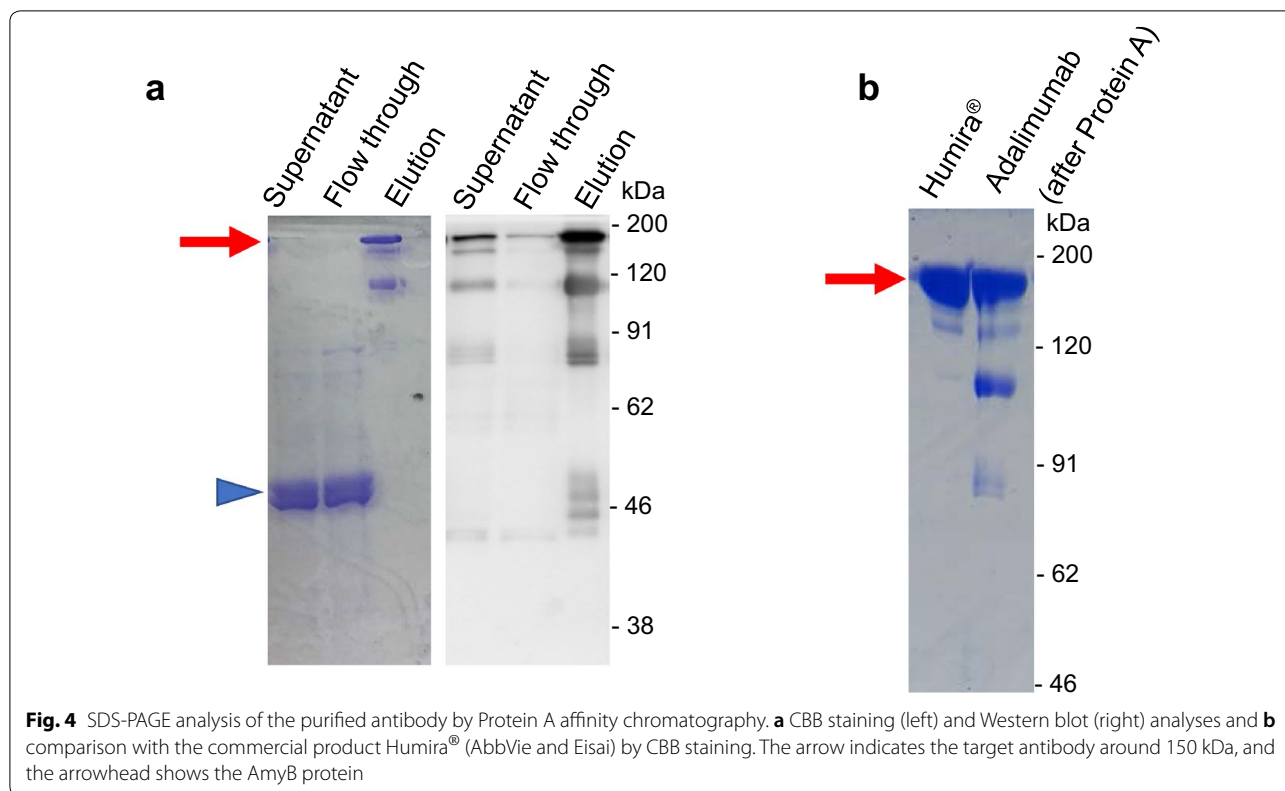 a
Supernatant
Flow through
Elution
Supernatant
Flow through
Elution
kDa
- 200
- 120
- 91
- 62
- 46
- 38
b
Humira®
Adalimumab
(after Protein A)
kDa
- 200
- 120
- 91
- 62
- 46
Fig. 4 SDS-PAGE analysis of the purified antibody by Protein A affinity chromatography. a CBB staining (left) and Western blot (right) analyses and b
comparison with the commercial product Humira® (AbbVie and Eisai) by CBB staining. The arrow indicates the target antibody around 150 kDa, and
the arrowhead shows the AmyB protein